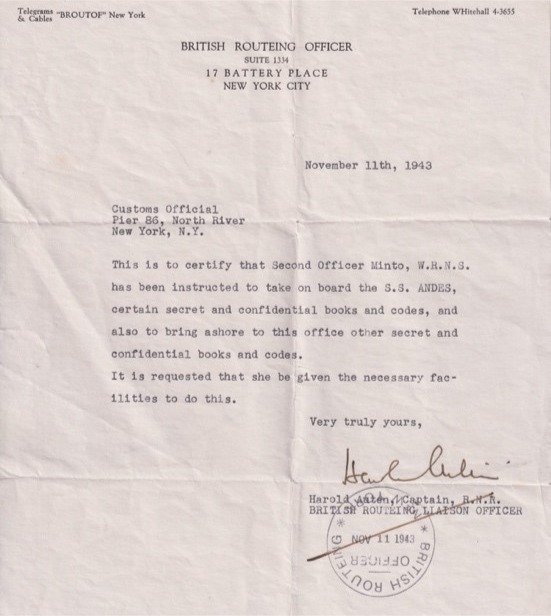 Telegrams & Cables "BROUTOF" New York
Telephone WHitehall 4-3655
BRITISH ROUTEING OFFICER
SUITE 1334
17 BATTERY PLACE
NEW YORK CITY
November 11th, 1943
Customs Official
Pier 86, North River
New York, N.Y.
This is to certify that Second Officer Minto, W.R.N.S.
has been instructed to take on board the S.S. ANDES,
certain secret and confidential books and codes, and
also to bring ashore to this office other secret and
confidential books and codes.
It is requested that she be given the necessary fac-
ilities to do this.
Very truly yours,
Harold Captain, R.N.R.
BRITISH ROUTEING LIAISON OFFICER
NOV 11 1943
BRITISH ROUTEING
OFFICER